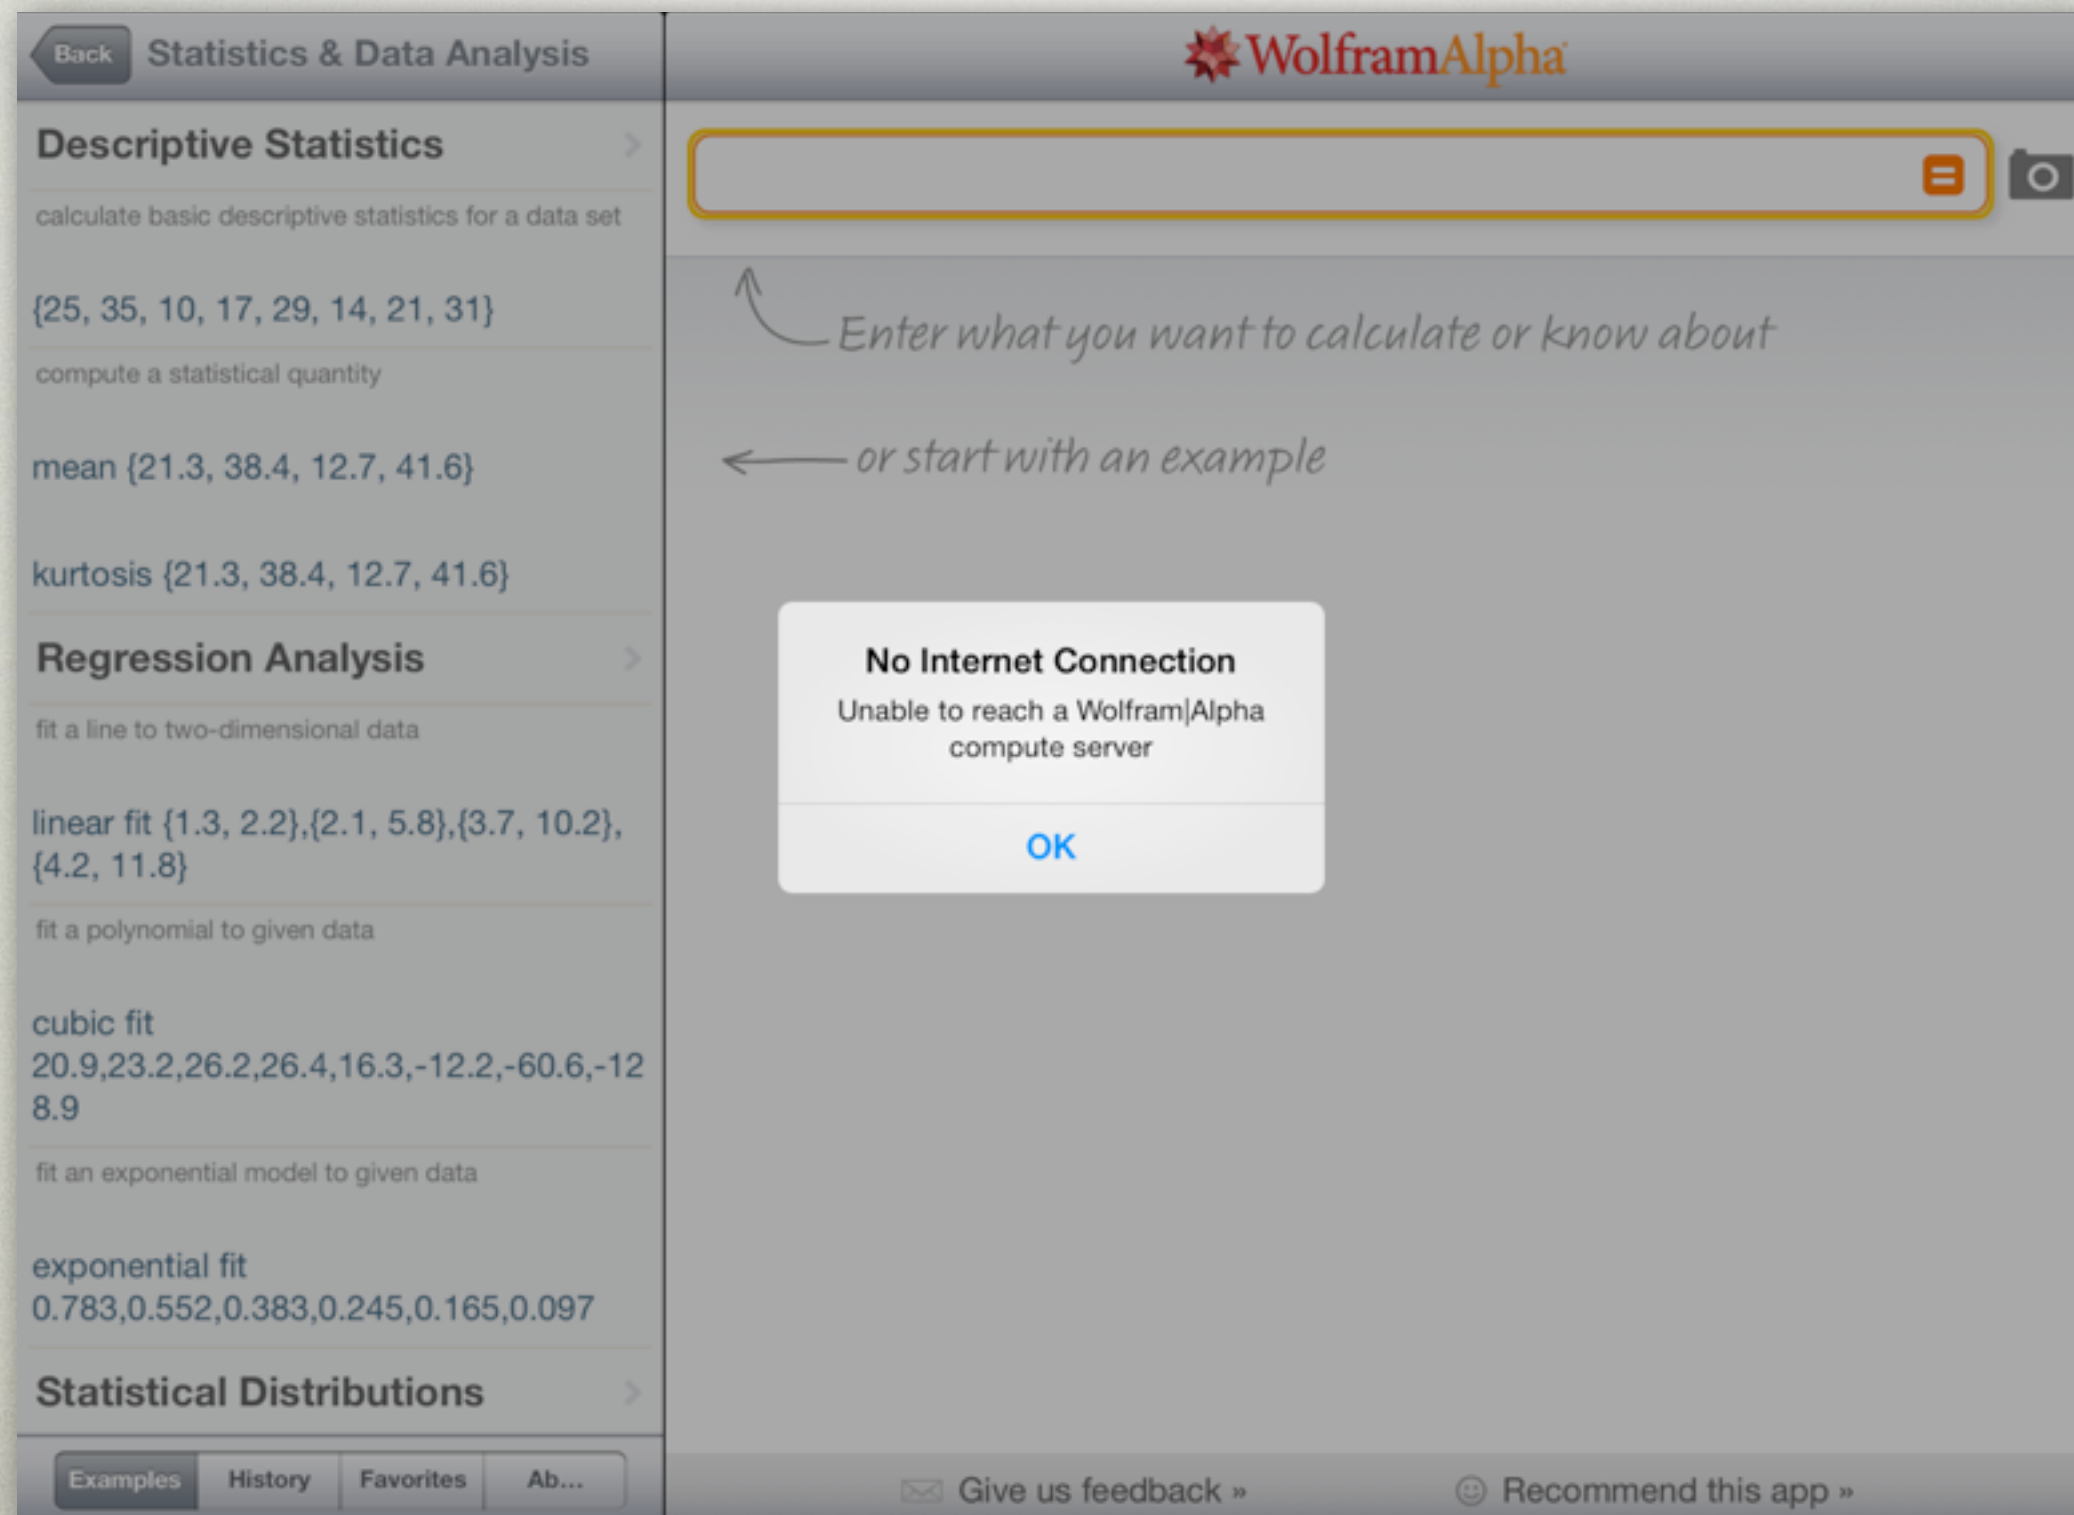 Back
Statistics & Data Analysis
Descriptive Statistics
calculate basic descriptive statistics for a data set
{25, 35, 10, 17, 29, 14, 21, 31}
compute a statistical quantity
mean {21.3, 38.4, 12.7, 41.6}
kurtosis {21.3, 38.4, 12.7, 41.6}
Regression Analysis
fit a line to two-dimensional data
linear fit {1.3, 2.2},{2.1, 5.8},{3.7, 10.2},
{4.2, 11.8}
fit a polynomial to given data
cubic fit
20.9,23.2,26.2,26.4,16.3,-12.2,-60.6,-12
8.9
fit an exponential model to given data
exponential fit
0.783,0.552,0.383,0.245,0.165,0.097
Statistical Distributions
Examples
History
Favorites
Ab...
WolframAlpha
=
Enter what you want to calculate or know about
or start with an example
No Internet Connection
Unable to reach a Wolfram|Alpha
compute server
OK
Give us feedback »
Recommend this app »